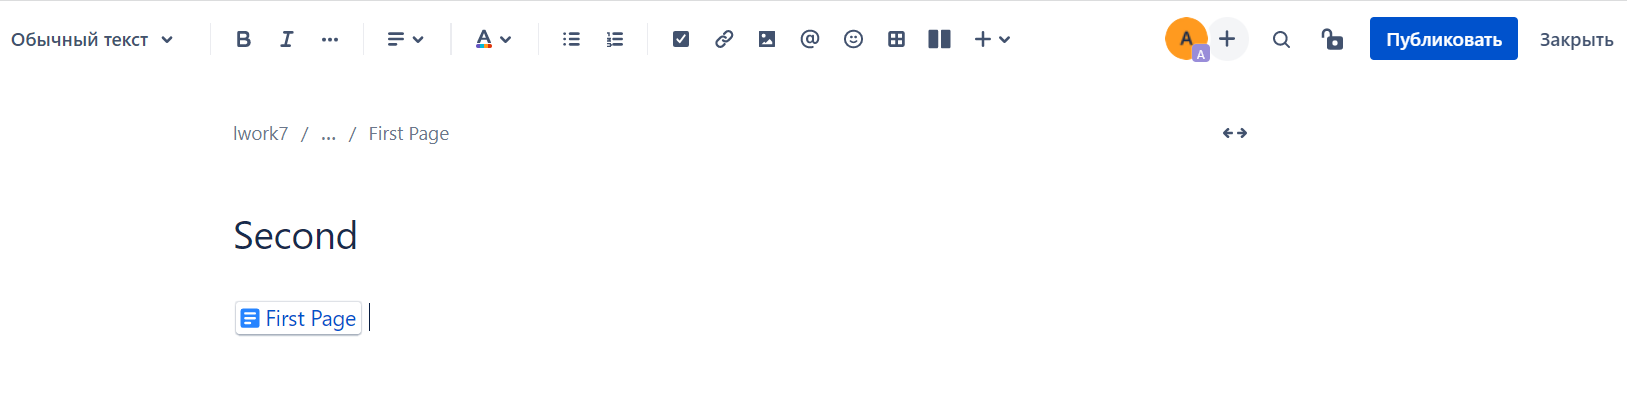 Обычный текст B I ... A @ A A Публиковать Закрыть
lwork7 / ... / First Page
Second
First Page